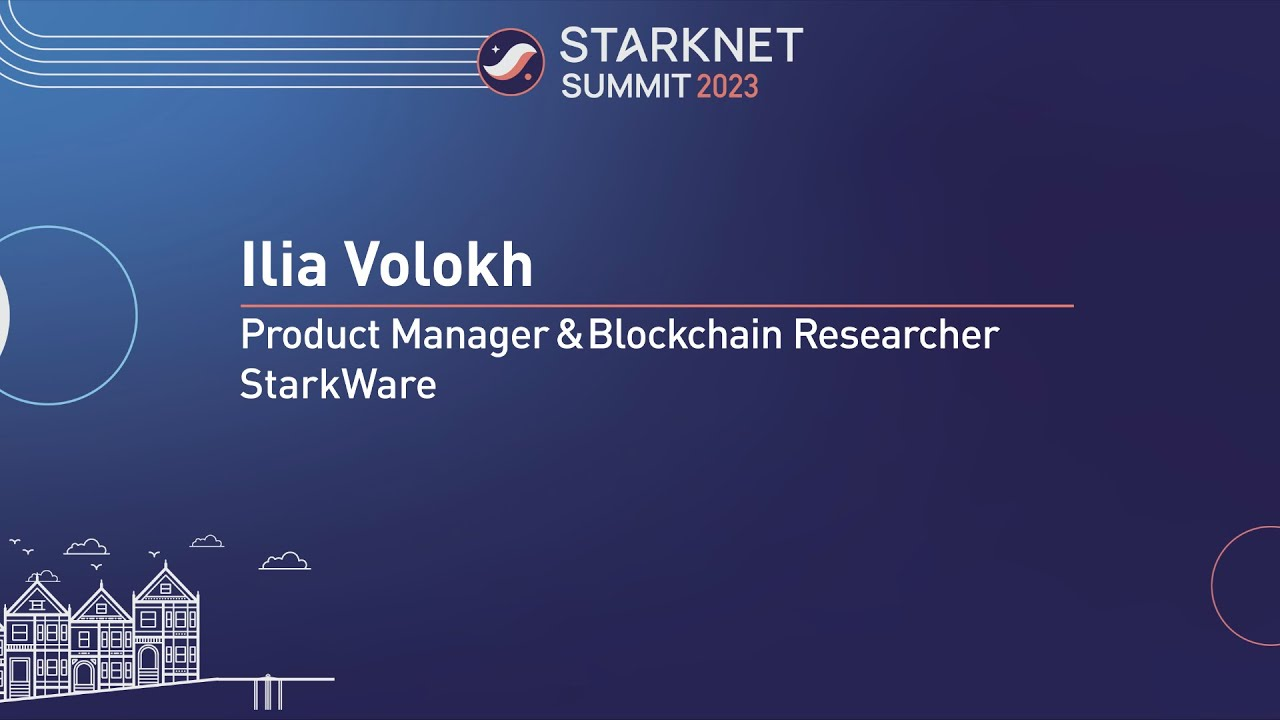 STARKNET
SUMMIT 2023
Ilia Volokh
Product Manager & Blockchain Researcher
StarkWare